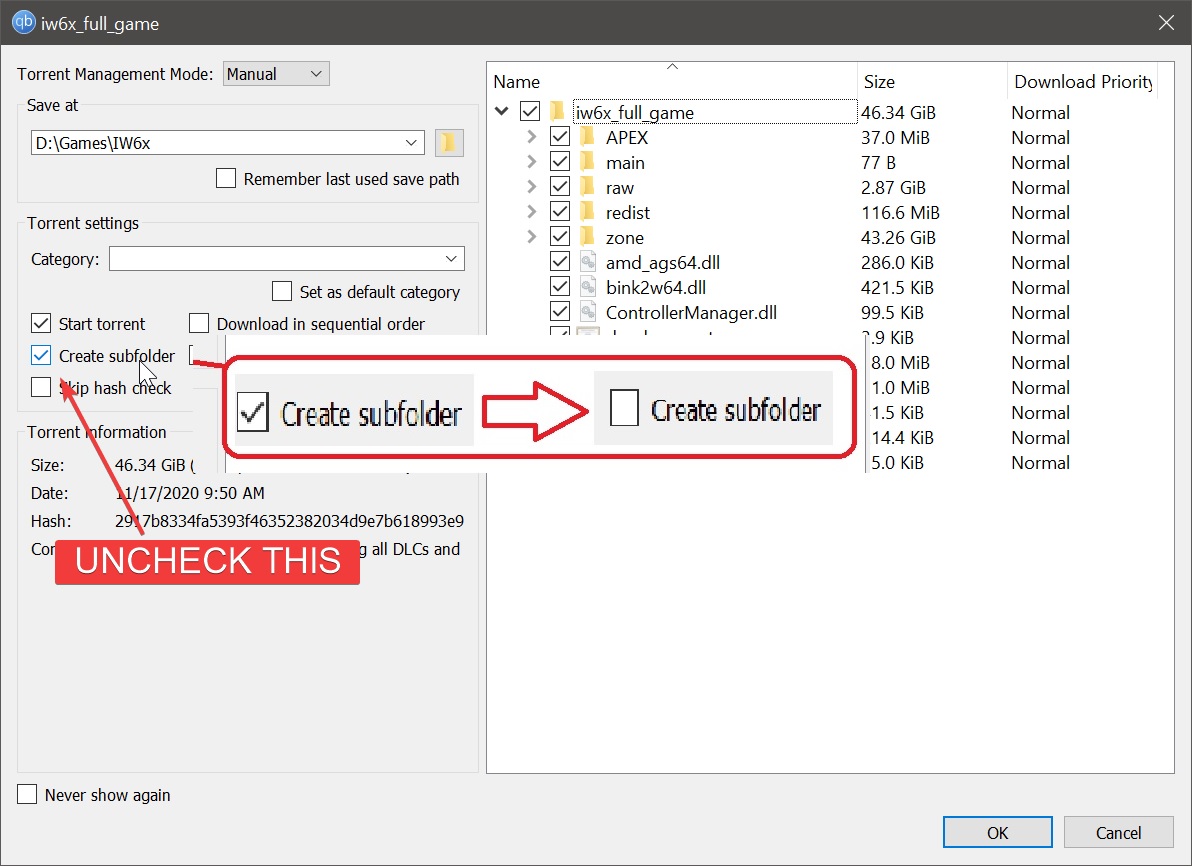 qb iw6x_full_game
Torrent Management Mode: Manual
Save at
D:\Games\IW6x
Remember last used save path
Torrent settings
Category:
Set as default category
Start torrent Download in sequential order
Create subfolder
Skip hash check
Torrent information
Size: 46.34 GiB (
Date: 11/17/2020 9:50 AM
Hash: 2917b8334fa5393f46352382034d9e7b618993e9
g all DLCs and
UNCHECK THIS
Create subfolder Create subfolder
Never show again
Name Size Download Priority
iw6x_full_game 46.34 GiB Normal
APEX 37.0 MiB Normal
main 77 B Normal
raw 2.87 GiB Normal
redist 116.6 MiB Normal
zone 43.26 GiB Normal
amd_ags64.dll 286.0 KiB Normal
bink2w64.dll 421.5 KiB Normal
ControllerManager.dll 99.5 KiB Normal
.9 KiB Normal
8.0 MiB Normal
1.0 MiB Normal
1.5 KiB Normal
14.4 KiB Normal
5.0 KiB Normal
OK Cancel